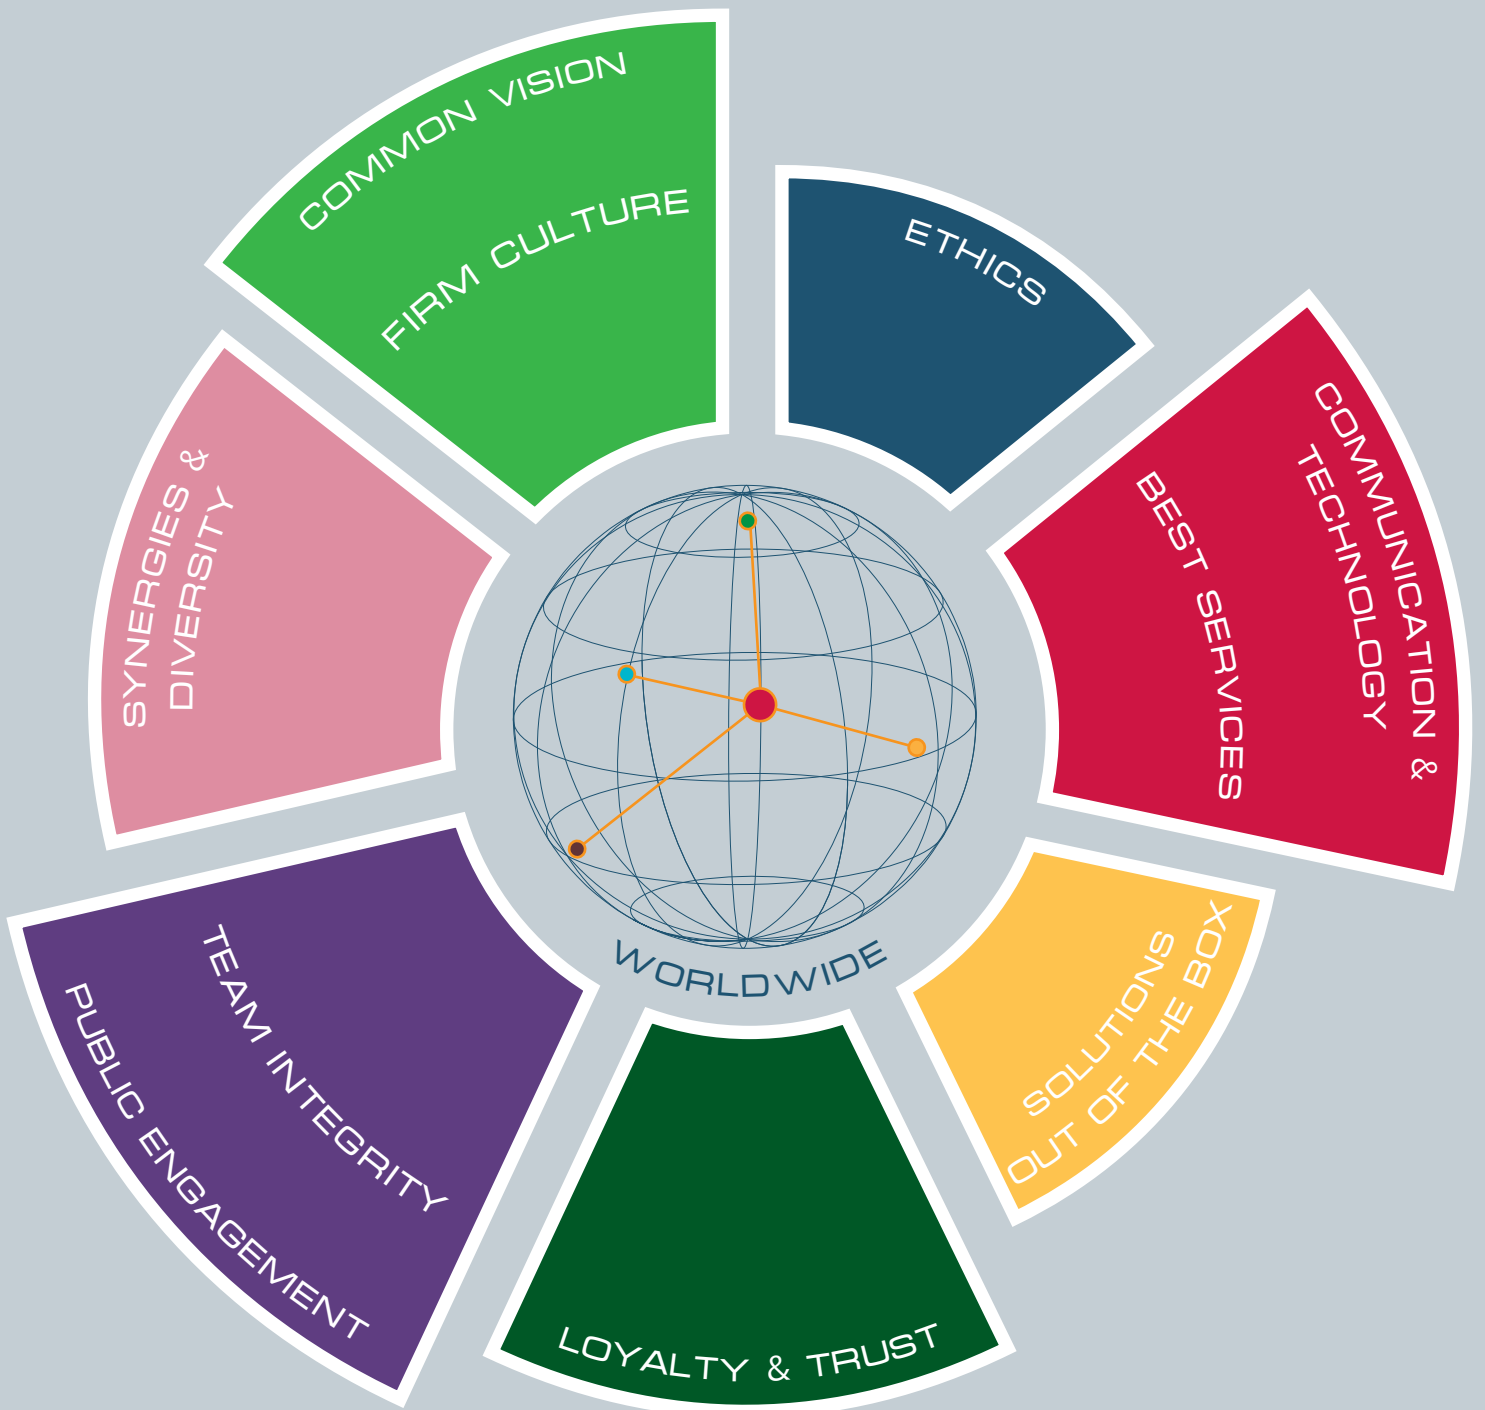 COMMON VISION
FIRM CULTURE
ETHICS
COMMUNICATION &
TECHNOLOGY
BEST SERVICES
SOLUTIONS
OUT OF THE BOX
LOYALTY & TRUST
TEAM INTEGRITY
PUBLIC ENGAGEMENT
SYNERGIES &
DIVERSITY
WORLDWIDE